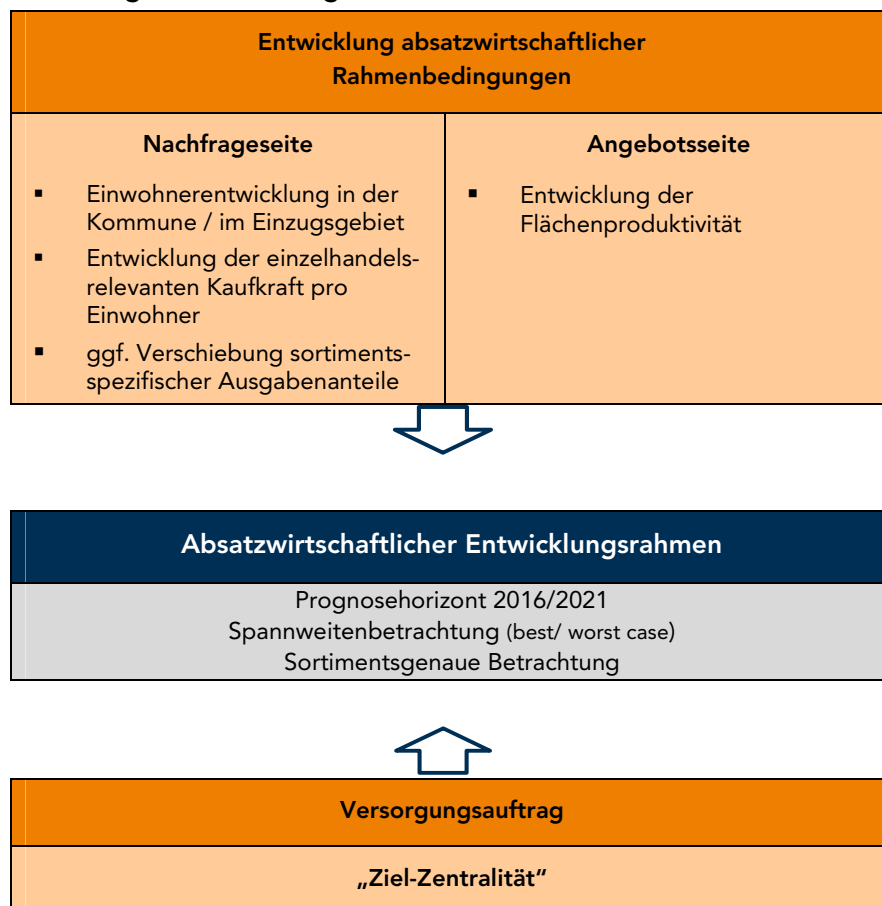 Entwicklung absatzwirtschaftlicher
Rahmenbedingungen
Nachfrageseite
▪ Einwohnerentwicklung in der
Kommune / im Einzugsgebiet
▪ Entwicklung der einzelhandels-
relevanten Kaufkraft pro
Einwohner
▪ ggf. Verschiebung sortiments-
spezifischer Ausgabenanteile
Angebotsseite
▪ Entwicklung der
Flächenproduktivität
Absatzwirtschaftlicher Entwicklungsrahmen
Prognosehorizont 2016/2021
Spannweitenbetrachtung (best/ worst case)
Sortimentsgenaue Betrachtung
Versorgungsauftrag
„Ziel-Zentralität“